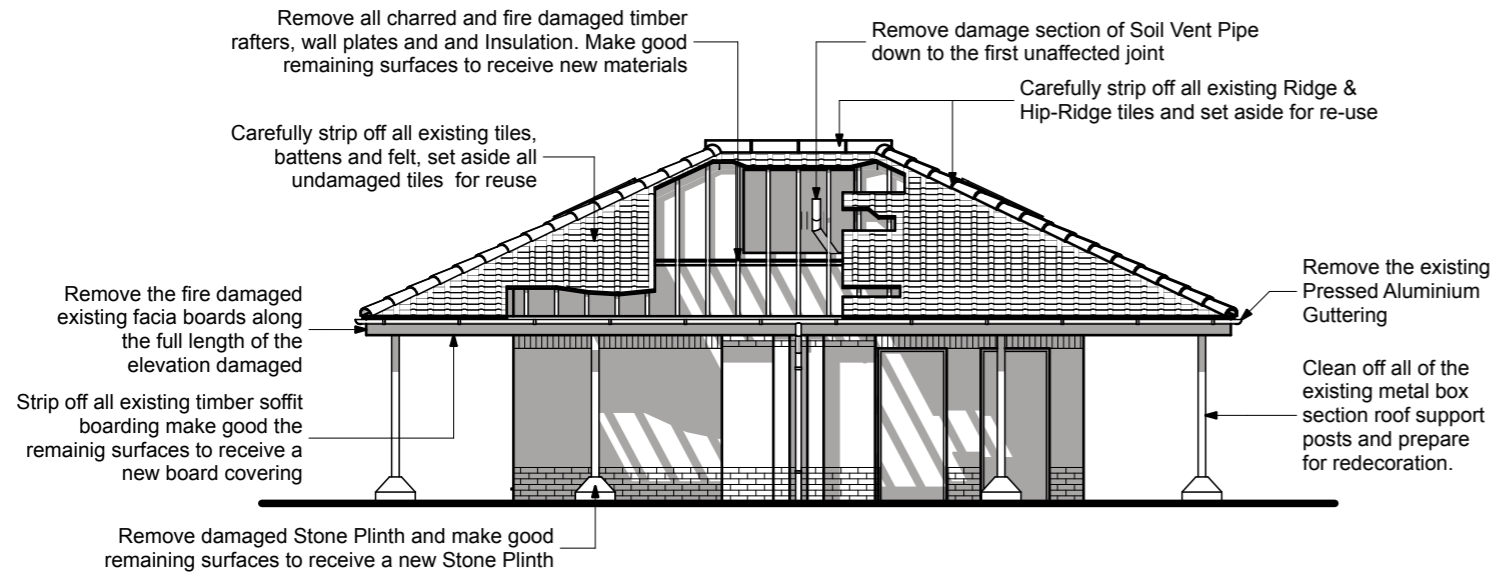 Remove all charred and fire damaged timber
rafters, wall plates and and Insulation. Make good
remaining surfaces to receive new materials
Remove damage section of Soil Vent Pipe
down to the first unaffected joint
Carefully strip off all existing Ridge &
Hip-Ridge tiles and set aside for re-use
Carefully strip off all existing tiles,
battens and felt, set aside all
undamaged tiles for reuse
Remove the fire damaged
existing facia boards along
the full length of the
elevation damaged
Remove the existing
Pressed Aluminium
Guttering
Strip off all existing timber soffit
boarding make good the
remainig surfaces to receive a
new board covering
Clean off all of the
existing metal box
section roof support
posts and prepare
for redecoration.
Remove damaged Stone Plinth and make good
remaining surfaces to receive a new Stone Plinth